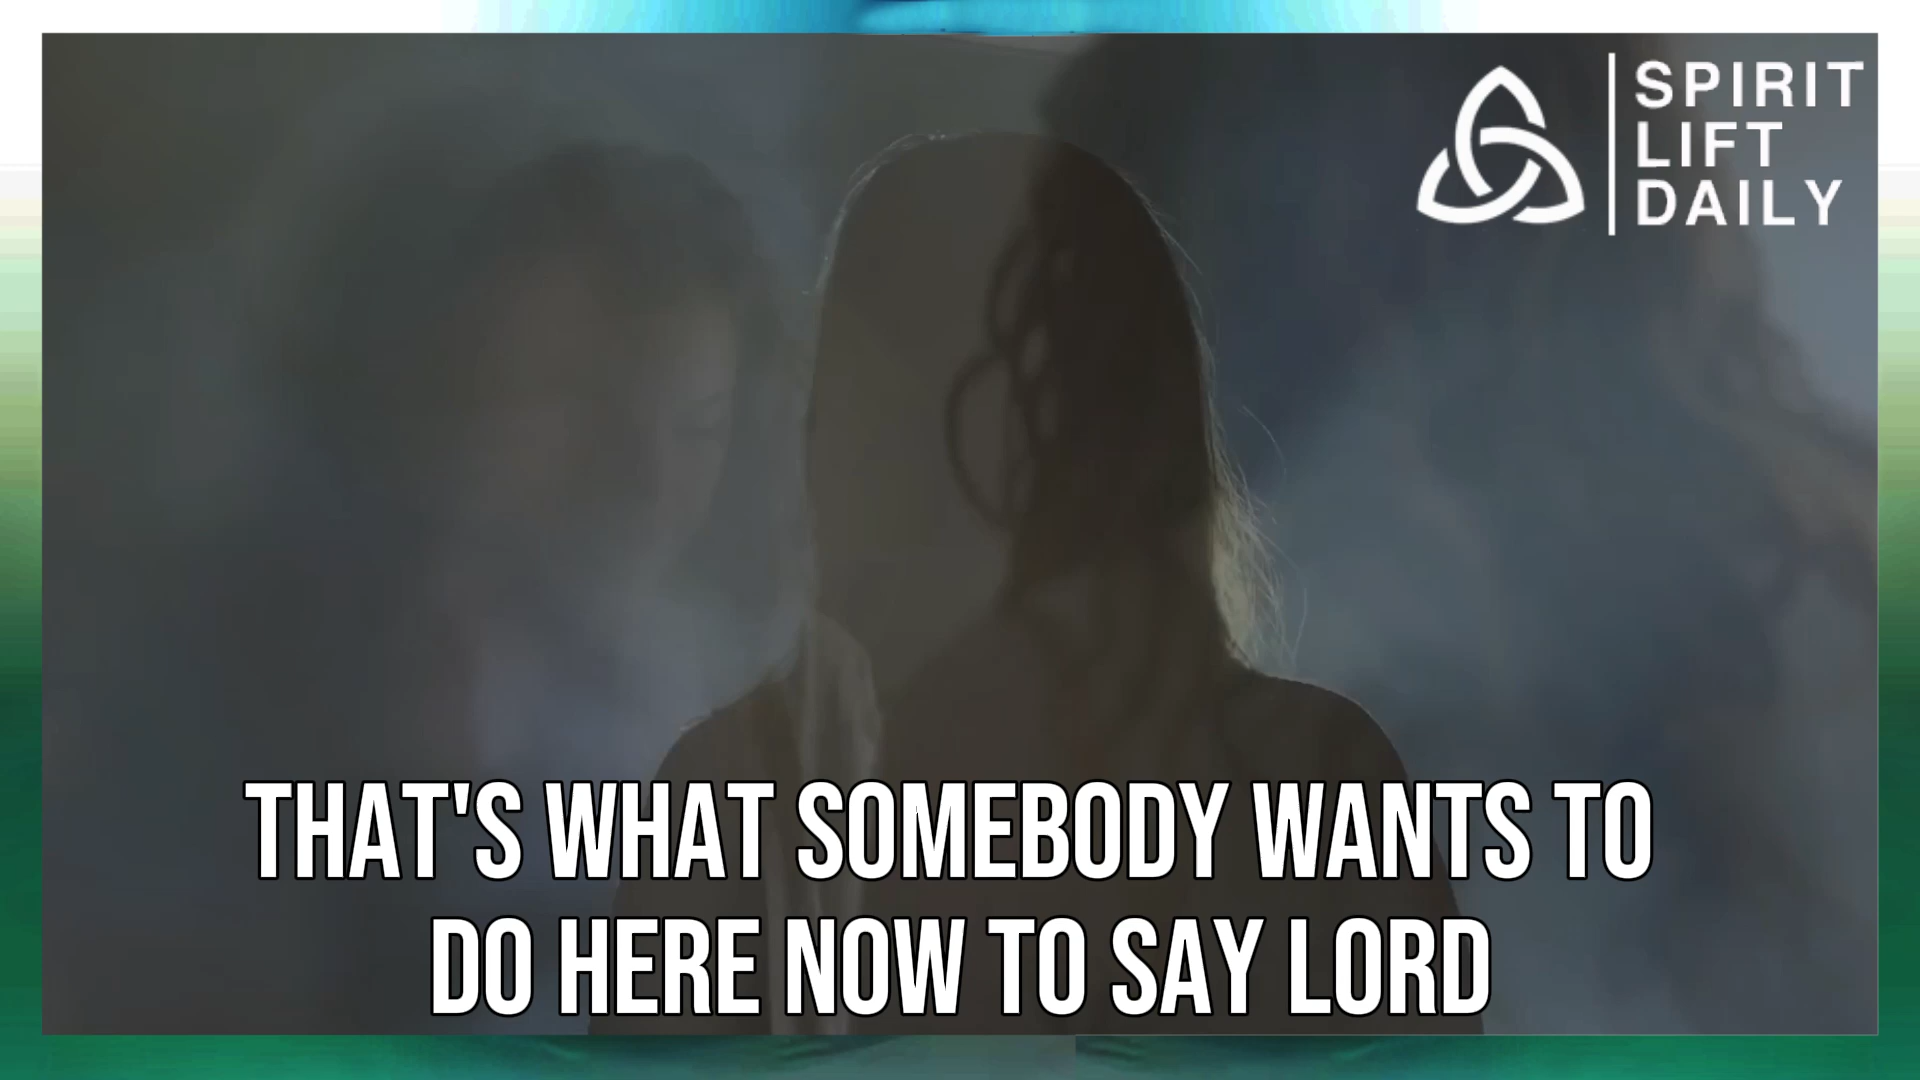 SPIRIT
LIFT
DAILY
THAT'S WHAT SOMEBODY WANTS TO
DO HERE NOW TO SAY LORD